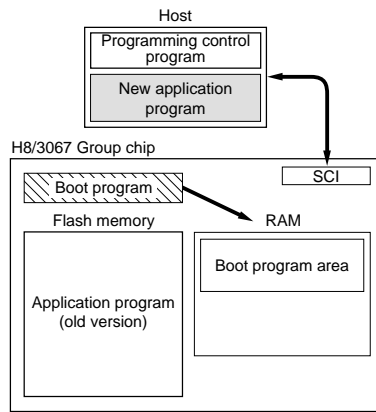 Host
Programming control
program
New application
program
H8/3067 Group chip
SCI
Boot program
Flash memory
RAM
Boot program area
Application program
(old version)